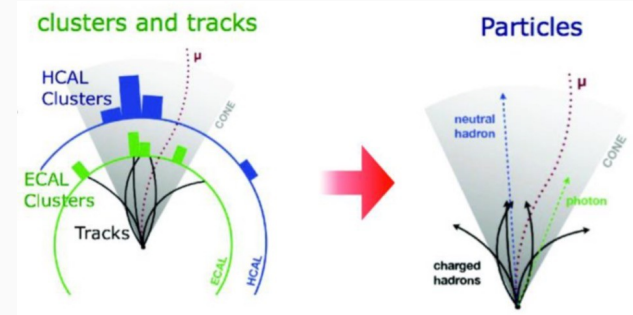 clusters and tracks
μ
HCAL
Clusters
CONE
ECAL
Clusters
Tracks
ECAL
HCAL
Particles
μ
neutral
hadron
CONE
photon
charged
hadrons